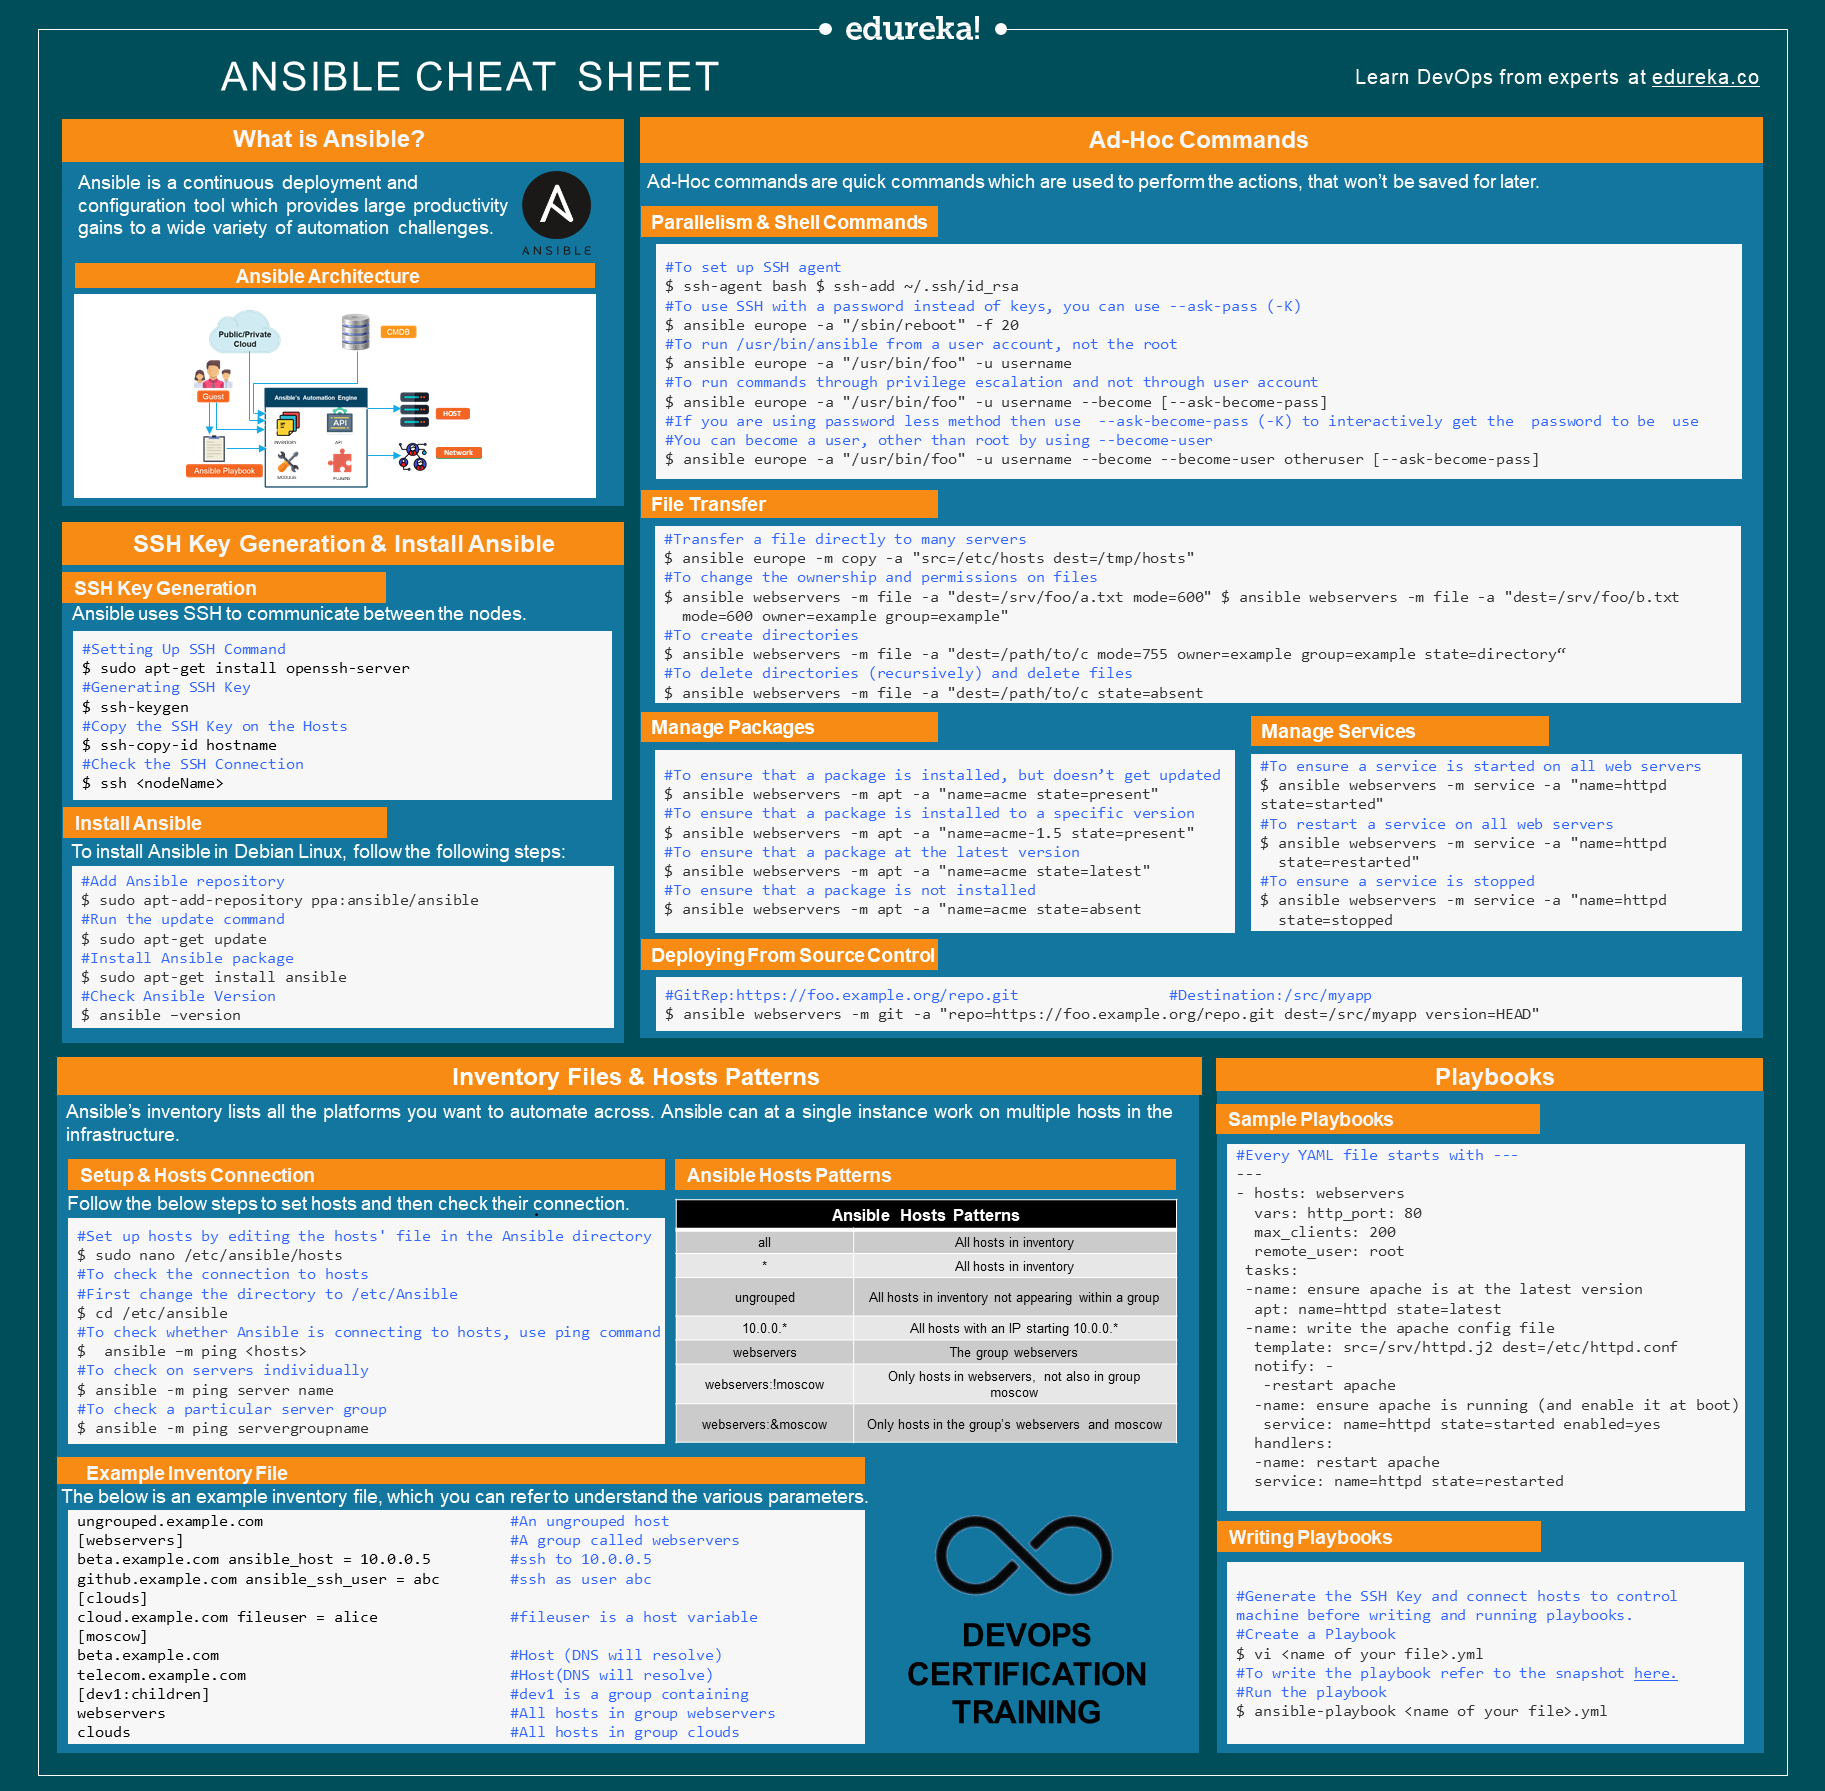 edureka!
ANSIBLE CHEAT SHEET
Learn DevOps from experts at edureka.co
What is Ansible?
Ansible is a continuous deployment and
configuration tool which provides large productivity
gains to a wide variety of automation challenges.
ANSIBLE
Ansible Architecture
Public/Private
Cloud
CMDB
Guest
Ansible's Automation Engine
HOST
INVENTORY
API
API
Network
Ansible Playbook
MODULES
PLUGINS
SSH Key Generation & Install Ansible
SSH Key Generation
Ansible uses SSH to communicate between the nodes.
#Setting Up SSH Command
$ sudo apt-get install openssh-server
#Generating SSH Key
$ ssh-keygen
#Copy the SSH Key on the Hosts
$ ssh-copy-id hostname
#Check the SSH Connection
$ ssh <nodeName>
Install Ansible
To install Ansible in Debian Linux, follow the following steps:
#Add Ansible repository
$ sudo apt-add-repository ppa:ansible/ansible
#Run the update command
$ sudo apt-get update
#Install Ansible package
$ sudo apt-get install ansible
#Check Ansible Version
$ ansible –version
Ad-Hoc Commands
Ad-Hoc commands are quick commands which are used to perform the actions, that won’t be saved for later.
Parallelism & Shell Commands
#To set up SSH agent
$ ssh-agent bash $ ssh-add ~/.ssh/id_rsa
#To use SSH with a password instead of keys, you can use --ask-pass (-K)
$ ansible europe -a "/sbin/reboot" -f 20
#To run /usr/bin/ansible from a user account, not the root
$ ansible europe -a "/usr/bin/foo" -u username
#To run commands through privilege escalation and not through user account
$ ansible europe -a "/usr/bin/foo" -u username --become [--ask-become-pass]
#If you are using password less method then use  --ask-become-pass (-K) to interactively get the  password to be  use
#You can become a user, other than root by using --become-user
$ ansible europe -a "/usr/bin/foo" -u username --become --become-user otheruser [--ask-become-pass]
File Transfer
#Transfer a file directly to many servers
$ ansible europe -m copy -a "src=/etc/hosts dest=/tmp/hosts"
#To change the ownership and permissions on files
$ ansible webservers -m file -a "dest=/srv/foo/a.txt mode=600" $ ansible webservers -m file -a "dest=/srv/foo/b.txt
mode=600 owner=example group=example"
#To create directories
$ ansible webservers -m file -a "dest=/path/to/c mode=755 owner=example group=example state=directory“
#To delete directories (recursively) and delete files
$ ansible webservers -m file -a "dest=/path/to/c state=absent
Manage Packages
#To ensure that a package is installed, but doesn’t get updated
$ ansible webservers -m apt -a "name=acme state=present"
#To ensure that a package is installed to a specific version
$ ansible webservers -m apt -a "name=acme-1.5 state=present"
#To ensure that a package at the latest version
$ ansible webservers -m apt -a "name=acme state=latest"
#To ensure that a package is not installed
$ ansible webservers -m apt -a "name=acme state=absent
Manage Services
#To ensure a service is started on all web servers
$ ansible webservers -m service -a "name=httpd
state=started"
#To restart a service on all web servers
$ ansible webservers -m service -a "name=httpd
state=restarted"
#To ensure a service is stopped
$ ansible webservers -m service -a "name=httpd
state=stopped
Deploying From Source Control
#GitRep:https://foo.example.org/repo.git #Destination:/src/myapp
$ ansible webservers -m git -a "repo=https://foo.example.org/repo.git dest=/src/myapp version=HEAD"
Inventory Files & Hosts Patterns
Ansible’s inventory lists all the platforms you want to automate across. Ansible can at a single instance work on multiple hosts in the
infrastructure.
Setup & Hosts Connection
Follow the below steps to set hosts and then check their connection.
#Set up hosts by editing the hosts' file in the Ansible directory
$ sudo nano /etc/ansible/hosts
#To check the connection to hosts
#First change the directory to /etc/Ansible
$ cd /etc/ansible
#To check whether Ansible is connecting to hosts, use ping command
$  ansible –m ping <hosts>
#To check on servers individually
$ ansible -m ping server name
#To check a particular server group
$ ansible -m ping servergroupname
Ansible Hosts Patterns
Ansible Hosts Patterns
all All hosts in inventory
* All hosts in inventory
ungrouped All hosts in inventory not appearing within a group
10.0.0.* All hosts with an IP starting 10.0.0.*
webservers The group webservers
webservers:!moscow Only hosts in webservers, not also in group
moscow
webservers:&moscow Only hosts in the group’s webservers and moscow
Example Inventory File
The below is an example inventory file, which you can refer to understand the various parameters.
ungrouped.example.com #An ungrouped host
[webservers] #A group called webservers
beta.example.com ansible_host = 10.0.0.5 #ssh to 10.0.0.5
github.example.com ansible_ssh_user = abc #ssh as user abc
[clouds]
cloud.example.com fileuser = alice #fileuser is a host variable
[moscow]
beta.example.com #Host (DNS will resolve)
telecom.example.com #Host(DNS will resolve)
[dev1:children] #dev1 is a group containing
webservers #All hosts in group webservers
clouds #All hosts in group clouds
DEVOPS
CERTIFICATION
TRAINING
Playbooks
Sample Playbooks
#Every YAML file starts with ---
---
- hosts: webservers
vars: http_port: 80
max_clients: 200
remote_user: root
tasks:
-name: ensure apache is at the latest version
apt: name=httpd state=latest
-name: write the apache config file
template: src=/srv/httpd.j2 dest=/etc/httpd.conf
notify: -
-restart apache
-name: ensure apache is running (and enable it at boot)
service: name=httpd state=started enabled=yes
handlers:
-name: restart apache
service: name=httpd state=restarted
Writing Playbooks
#Generate the SSH Key and connect hosts to control
machine before writing and running playbooks.
#Create a Playbook
$ vi <name of your file>.yml
#To write the playbook refer to the snapshot here.
#Run the playbook
$ ansible-playbook <name of your file>.yml